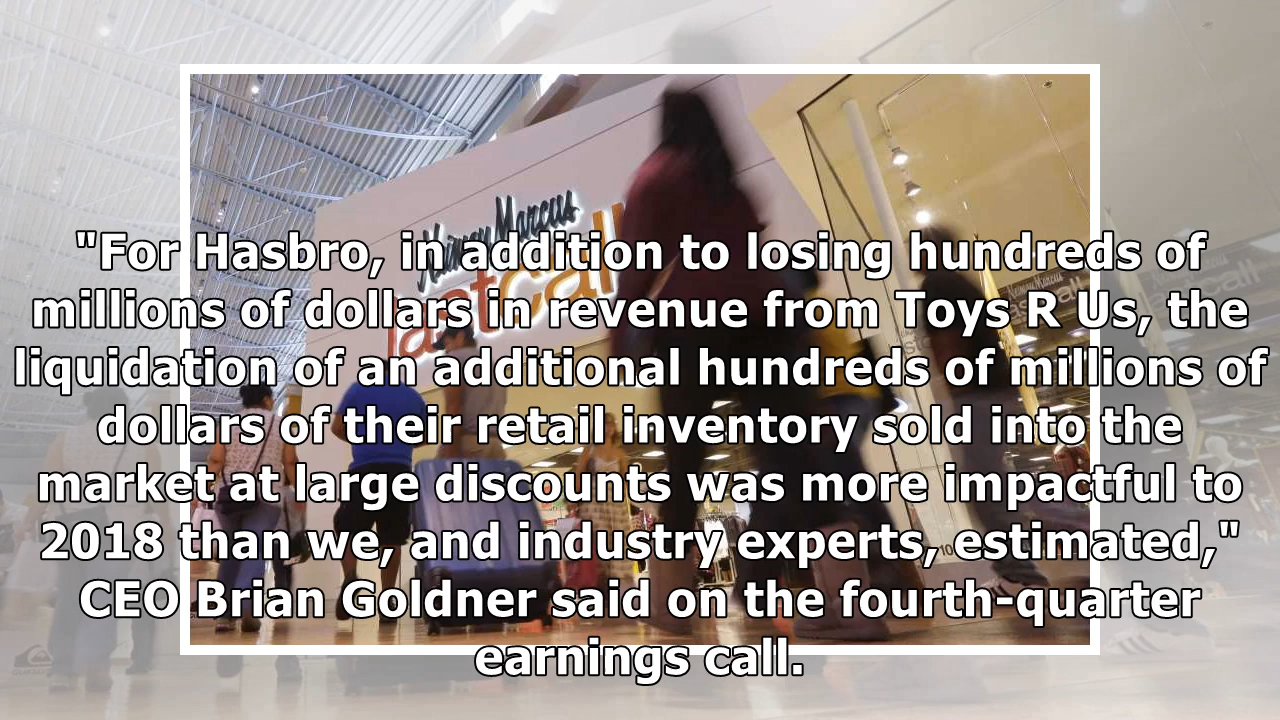 "For Hasbro, in addition to losing hundreds of
millions of dollars in revenue from Toys R Us, the
liquidation of an additional hundreds of millions of
dollars of their retail inventory sold into the
market at large discounts was more impactful to
2018 than we, and industry experts, estimated,"
CEO Brian Goldner said on the fourth-quarter
earnings call.
Neiman Marcus
last call
Neiman Marcus